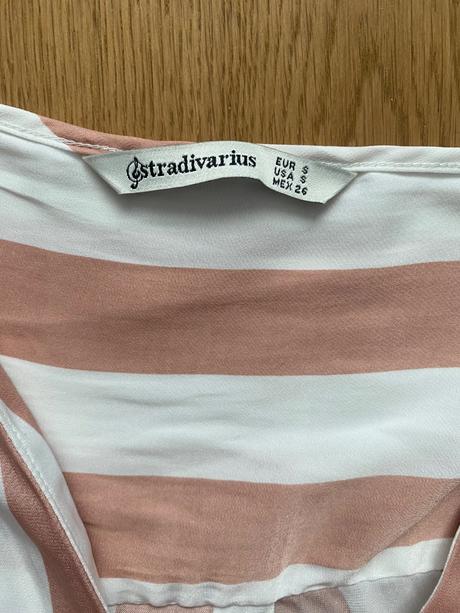 stradivarius
EUR S
USA S
MEX 26